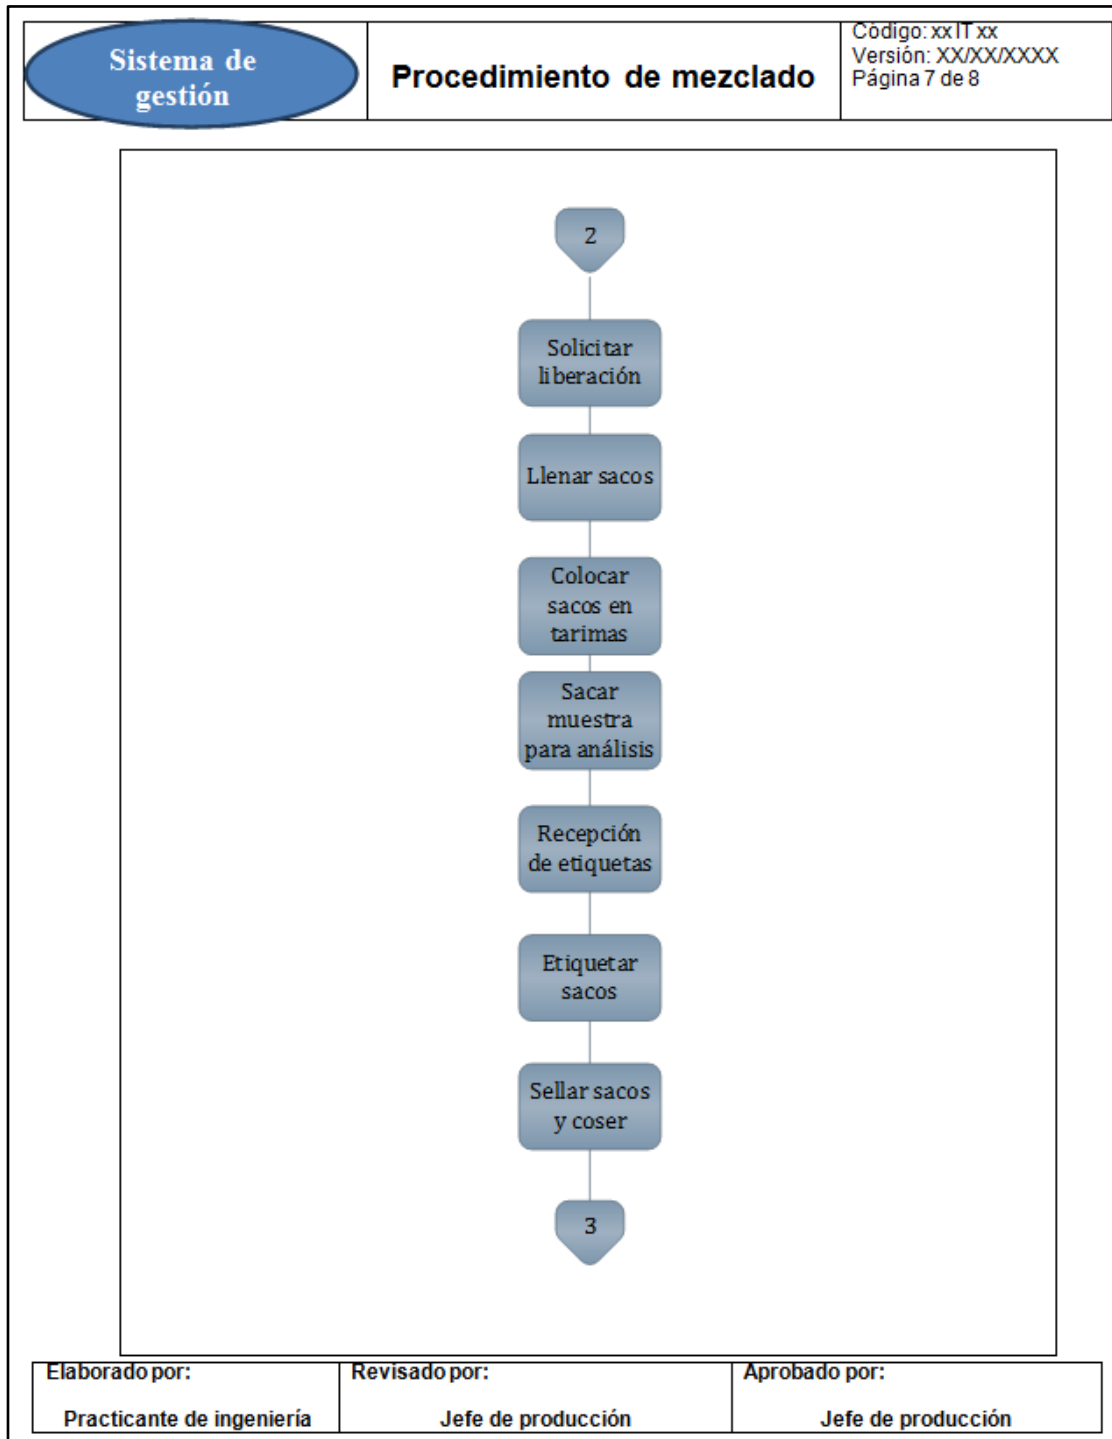 Sistema de
gestión
Procedimiento de mezclado
Código: xx IT xx
Versión: XX/XX/XXXX
Página 7 de 8
2
Solicitar
liberación
Llenar sacos
Colocar
sacos en
tarimas
Sacar
muestra
para análisis
Recepción
de etiquetas
Etiquetar
sacos
Sellar sacos
y coser
3
Elaborado por:
Practicante de ingeniería
Revisado por:
Jefe de producción
Aprobado por:
Jefe de producción